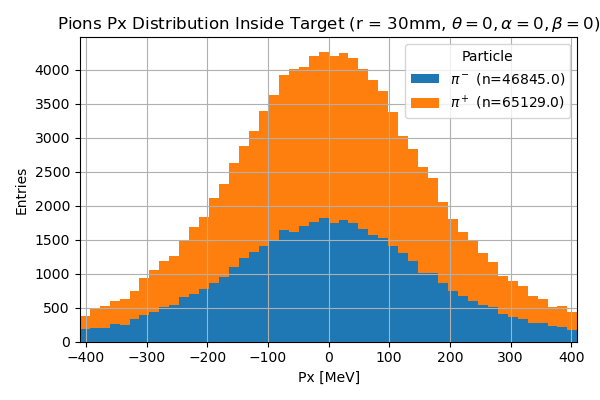 Pions Px Distribution Inside Target (r = 30mm, θ = 0, α = 0, β = 0)
Particle
π⁻ (n=46845.0)
π⁺ (n=65129.0)
4000
3500
3000
2500
2000
1500
1000
500
0
Entries
−400 −300 −200 −100 0 100 200 300 400
Px [MeV]